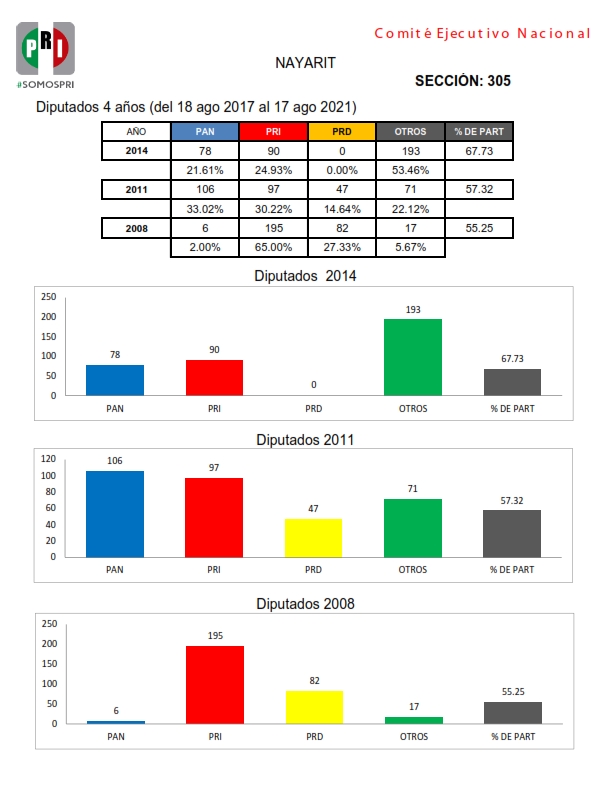 Comité Ejecutivo Nacional
PRI
#SOMOSPRI
NAYARIT
SECCIÓN: 305
Diputados 4 años (del 18 ago 2017 al 17 ago 2021)
AÑO PAN PRI PRD OTROS % DE PART
2014 78 90 0 193 67.73
21.61% 24.93% 0.00% 53.46%
2011 106 97 47 71 57.32
33.02% 30.22% 14.64% 22.12%
2008 6 195 82 17 55.25
2.00% 65.00% 27.33% 5.67%
Diputados 2014
250
200
150
100
50
0
78 90 0 193 67.73
PAN PRI PRD OTROS % DE PART
Diputados 2011
120
100
80
60
40
20
0
106 97 47 71 57.32
PAN PRI PRD OTROS % DE PART
Diputados 2008
250
200
150
100
50
0
6 195 82 17 55.25
PAN PRI PRD OTROS % DE PART